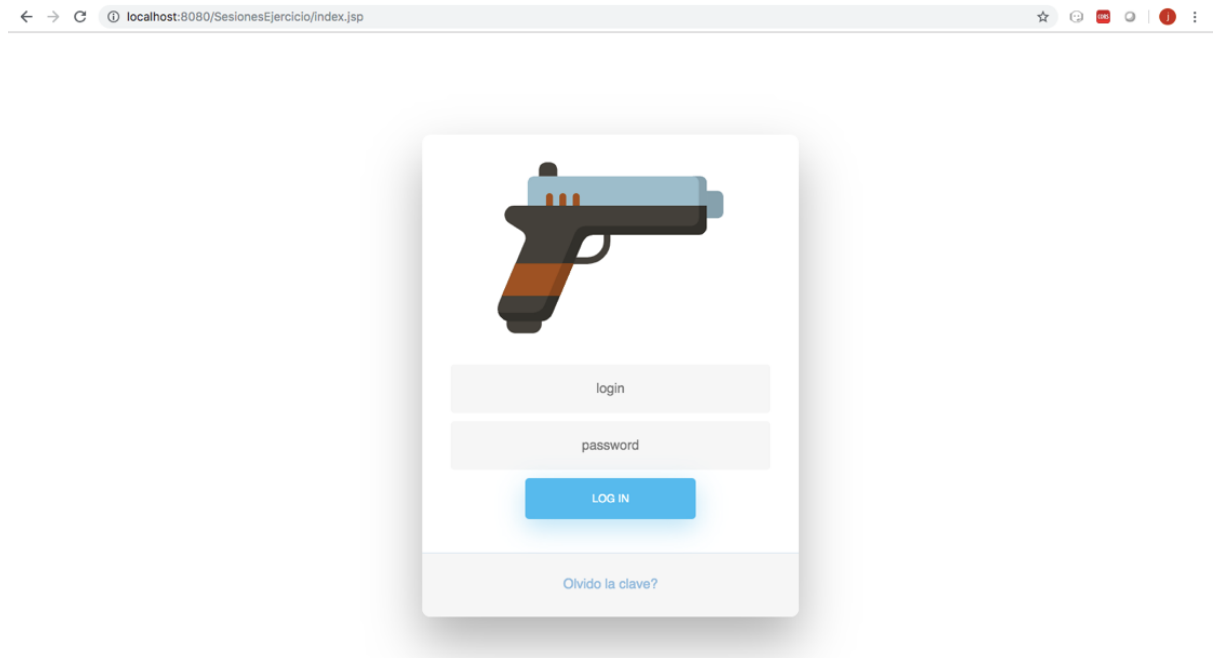 localhost:8080/SesionesEjercicio/index.jsp
login
password
LOG IN
Olvido la clave?